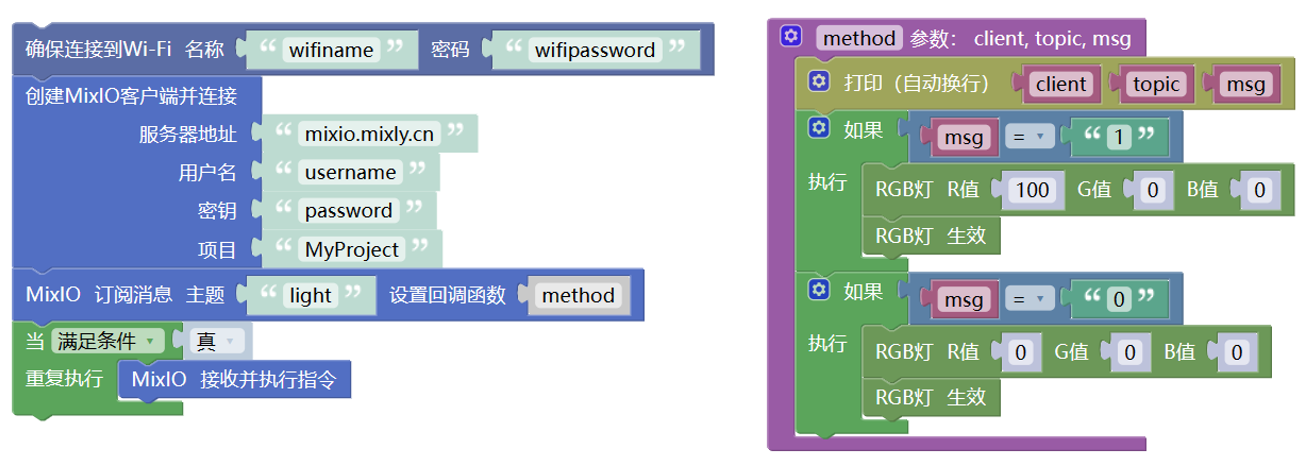 确保连接到Wi-Fi 名称 “ wifiname ” 密码 “ wifipassword ”
创建MixIO客户端并连接
服务器地址 “ mixio.mixly.cn ”
用户名 “ username ”
密钥 “ password ”
项目 “ MyProject ”
MixIO 订阅消息 主题 “ light ” 设置回调函数 method
当 满足条件 真
重复执行 MixIO 接收并执行指令
method 参数： client, topic, msg
打印（自动换行） client topic msg
如果 msg = “ 1 ”
执行 RGB灯 R值 100 G值 0 B值 0
RGB灯 生效
如果 msg = “ 0 ”
执行 RGB灯 R值 0 G值 0 B值 0
RGB灯 生效